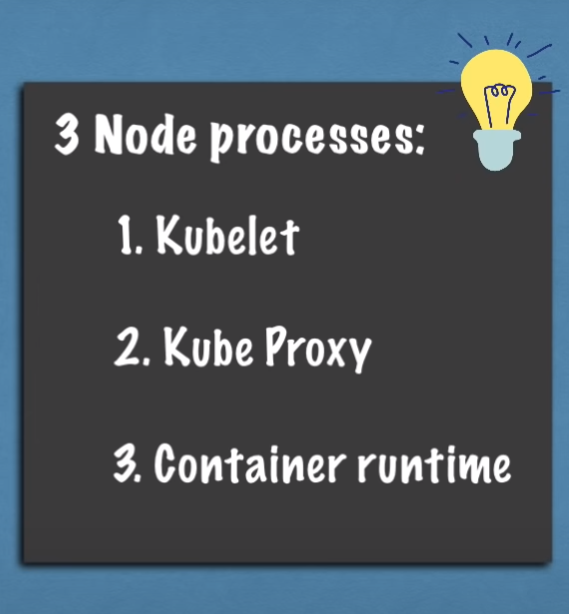 3 Node processes:
1. Kubelet
2. Kube Proxy
3. Container runtime